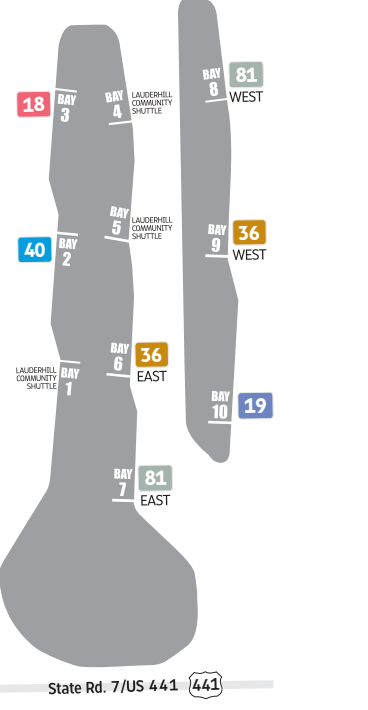 18
BAY
3
BAY
4
LAUDERHILL
COMMUNITY
SHUTTLE
BAY
8
81
WEST
40
BAY
2
BAY
5
LAUDERHILL
COMMUNITY
SHUTTLE
BAY
9
36
WEST
LAUDERHILL
COMMUNITY
SHUTTLE
BAY
1
BAY
6
36
EAST
BAY
10
19
BAY
7
81
EAST
State Rd. 7/US 441
441